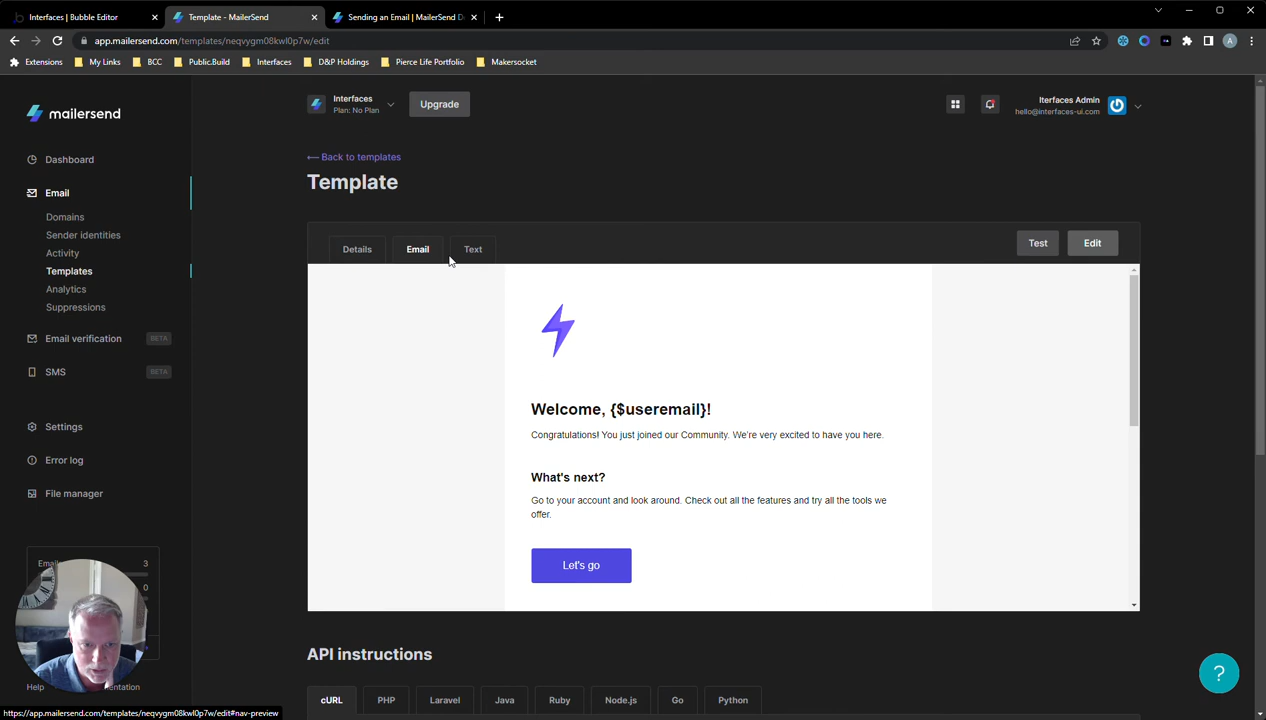 Interfaces | Bubble Editor
Template - MailerSend
Sending an Email | MailerSend D
app.mailersend.com/templates/neqvygm08kwl0p7w/edit
A
Extensions
My Links
BCC
Public.Build
Interfaces
D&P Holdings
Pierce Life Portfolio
Makersocket
mailersend
Interfaces
Plan: No Plan
Upgrade
Iterfaces Admin
hello@interfaces-ui.com
Dashboard
Email
Domains
Sender identities
Activity
Templates
Analytics
Suppressions
Email verification
BETA
SMS
BETA
Settings
Error log
File manager
3
0
Help
⟵ Back to templates
Template
Details
Email
Text
Test
Edit
Welcome, {$useremail}!
Congratulations! You just joined our Community. We're very excited to have you here.
What's next?
Go to your account and look around. Check out all the features and try all the tools we
offer.
Let's go
API instructions
cURL
PHP
Laravel
Java
Ruby
Node.js
Go
Python
?
https://app.mailersend.com/templates/neqvygm08kwl0p7w/edit#nav-preview